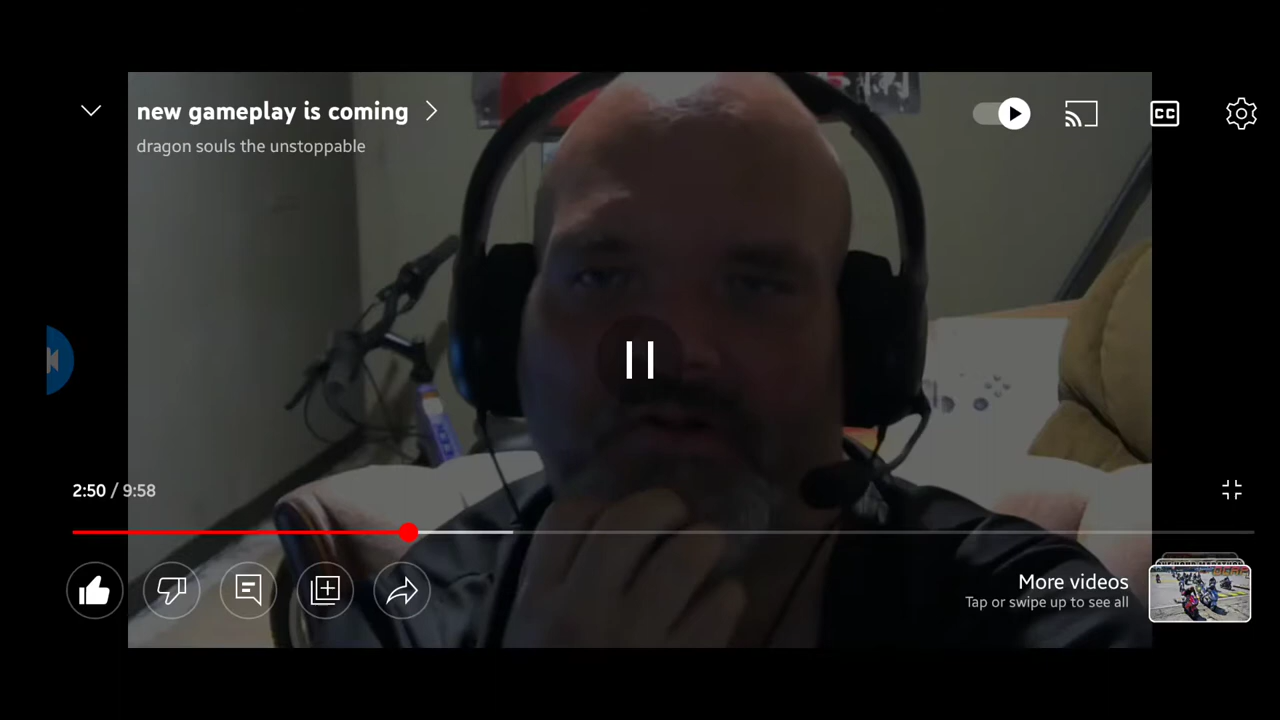 new gameplay is coming
dragon souls the unstoppable
CC
2:50 / 9:58
More videos
Tap or swipe up to see all